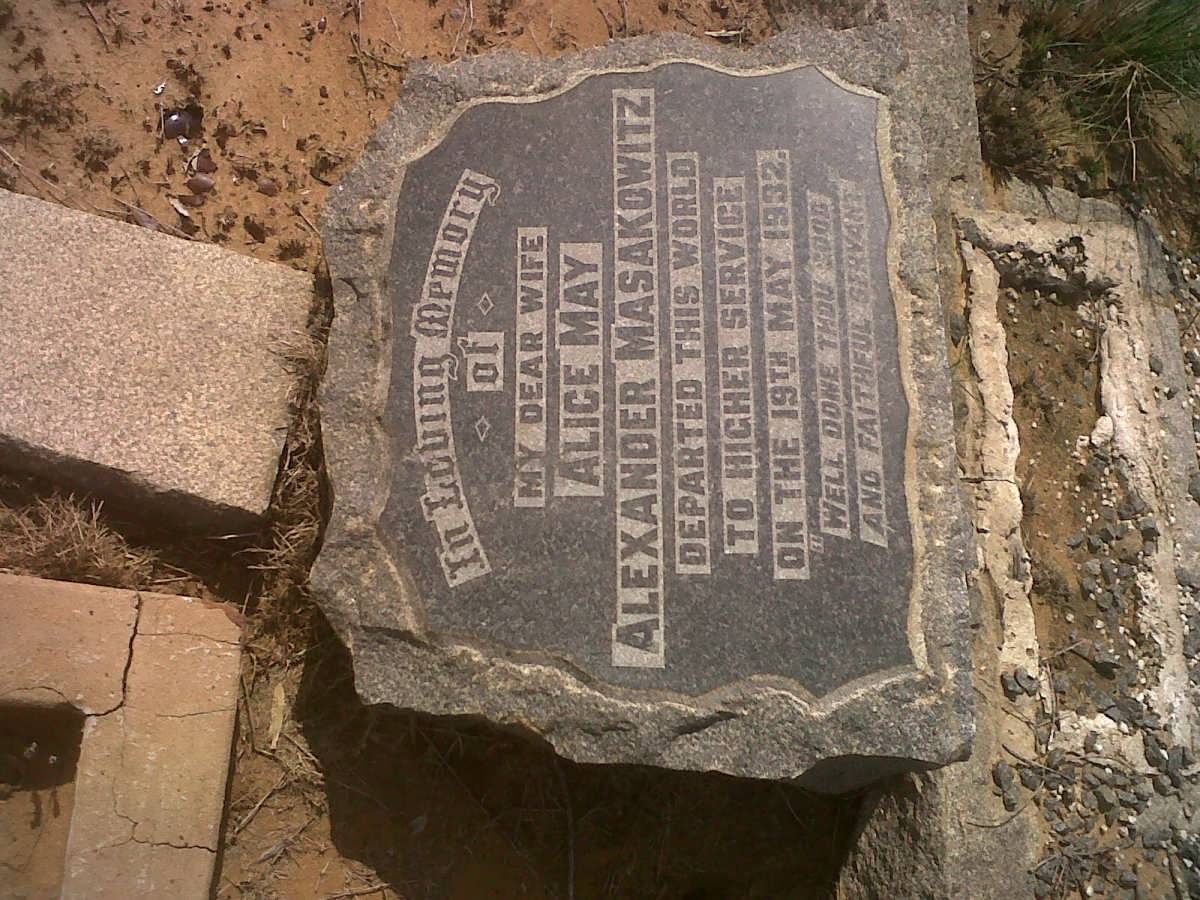 In Loving Memory
of
MY DEAR WIFE
ALICE MAY
ALEXANDER MASAKOWITZ
DEPARTED THIS WORLD
TO HIGHER SERVICE
ON THE 19TH MAY 1932.
"WELL DONE THOU GOOD
AND FAITHFUL SERVANT"